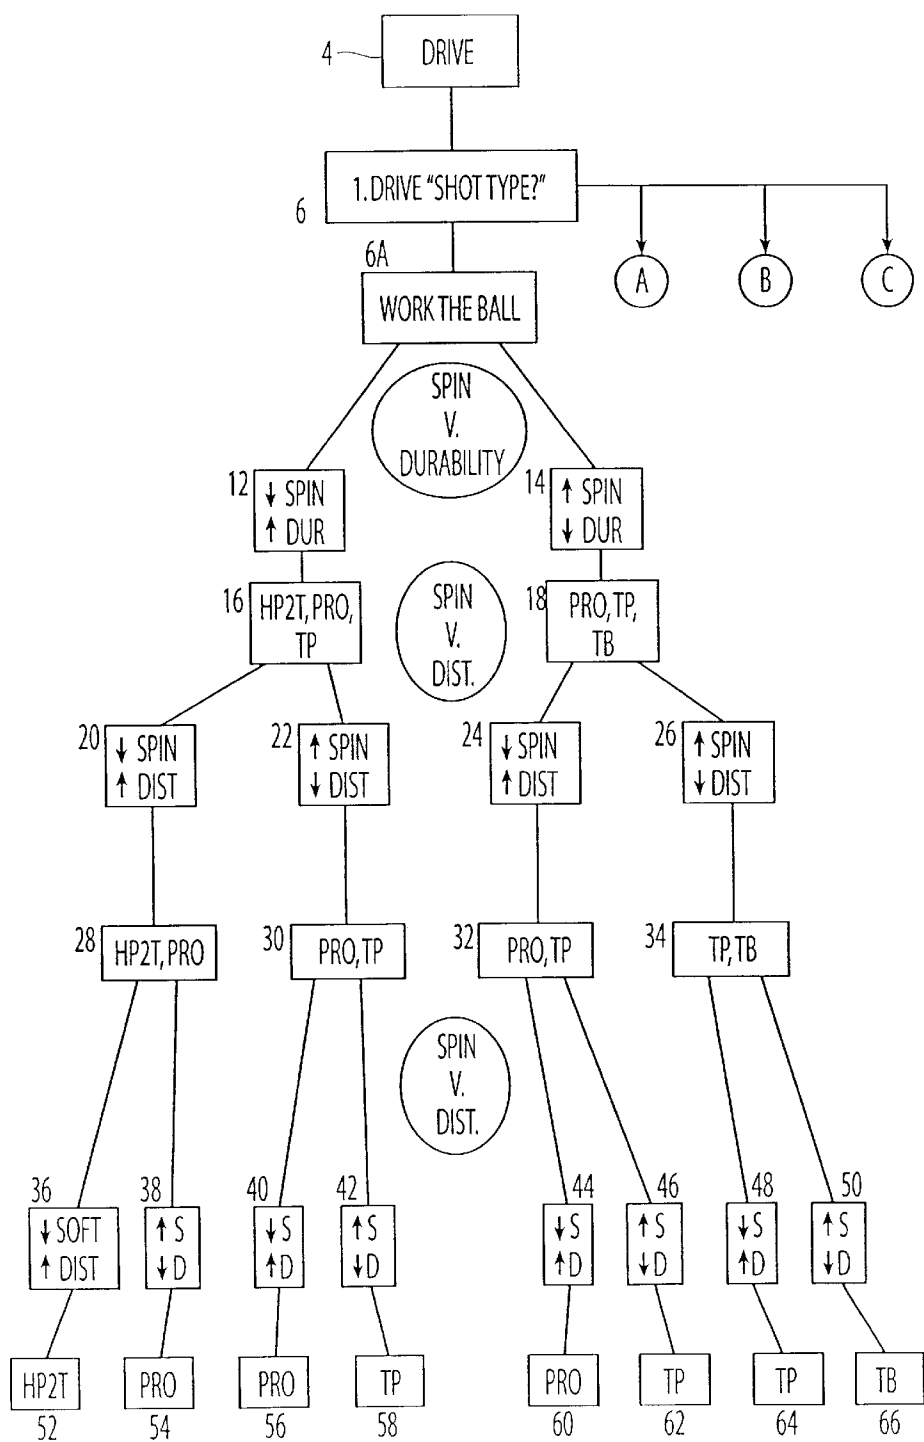 4
DRIVE
1. DRIVE "SHOT TYPE?"
6
6A
A
B
C
WORK THE BALL
SPIN
V.
DURABILITY
12
↓ SPIN
↑ DUR
14
↑ SPIN
↓ DUR
16
HP2T, PRO,
TP
SPIN
V.
DIST.
18
PRO, TP,
TB
20
↓ SPIN
↑ DIST
22
↑ SPIN
↓ DIST
24
↓ SPIN
↑ DIST
26
↑ SPIN
↓ DIST
28
HP2T, PRO
30
PRO, TP
32
PRO, TP
34
TP, TB
SPIN
V.
DIST.
36
↓ SOFT
↑ DIST
38
↑ S
↓ D
40
↓ S
↑ D
42
↑ S
↓ D
44
↓ S
↑ D
46
↑ S
↓ D
48
↓ S
↑ D
50
↑ S
↓ D
HP2T
52
PRO
54
PRO
56
TP
58
PRO
60
TP
62
TP
64
TB
66